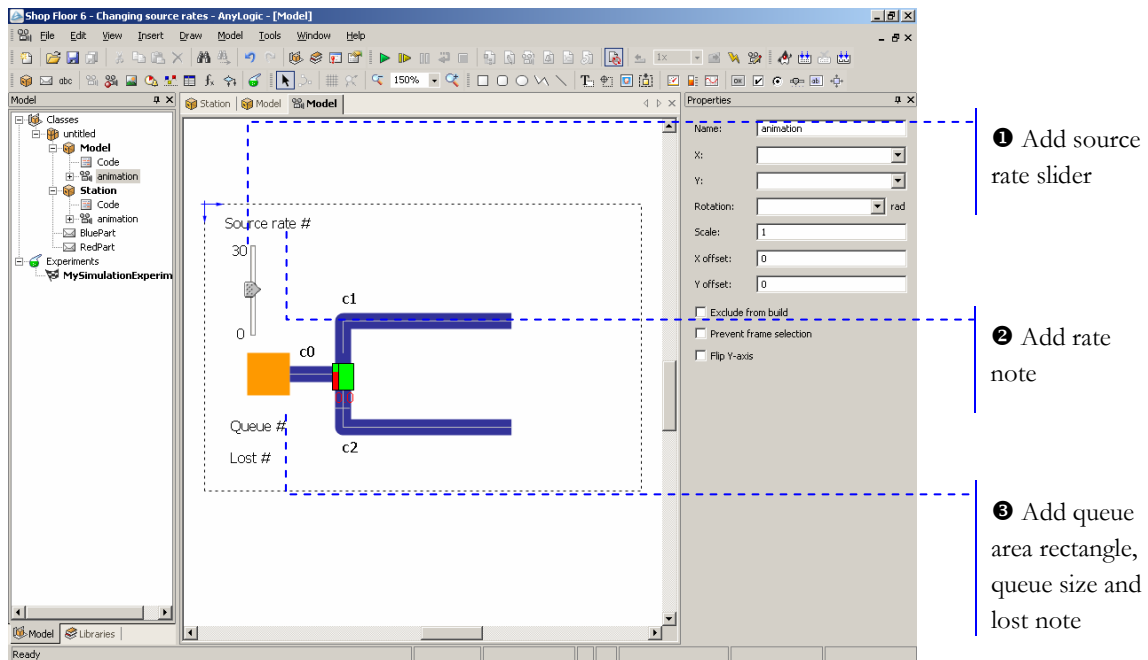 Shop Floor 6 - Changing source rates - AnyLogic - [Model]
File Edit View Insert Draw Model Tools Window Help
1x
abc 150% OK ab
Model
Station Model Model
Properties
Classes
untitled
Model
Code
animation
Station
Code
animation
BluePart
RedPart
Experiments
MySimulationExperim
Source rate #
30
0
c1
c0
c2
Queue #
Lost #
Name: animation
X:
Y:
Rotation: rad
Scale: 1
X offset: 0
Y offset: 0
Exclude from build
Prevent frame selection
Flip Y-axis
❶ Add source
rate slider
❷ Add rate
note
❸ Add queue
area rectangle,
queue size and
lost note
Model Libraries
Ready